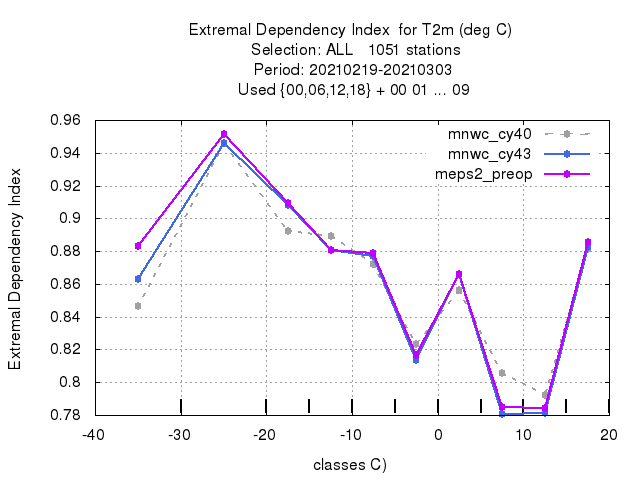 Extremal Dependency Index  for T2m (deg C)
Selection: ALL   1051 stations
Period: 20210219-20210303
Used {00,06,12,18} + 00 01 ... 09
mnwc_cy40
mnwc_cy43
meps2_preop
Extremal Dependency Index
0.96
0.94
0.92
0.9
0.88
0.86
0.84
0.82
0.8
0.78
-40 -30 -20 -10 0 10 20
classes C)